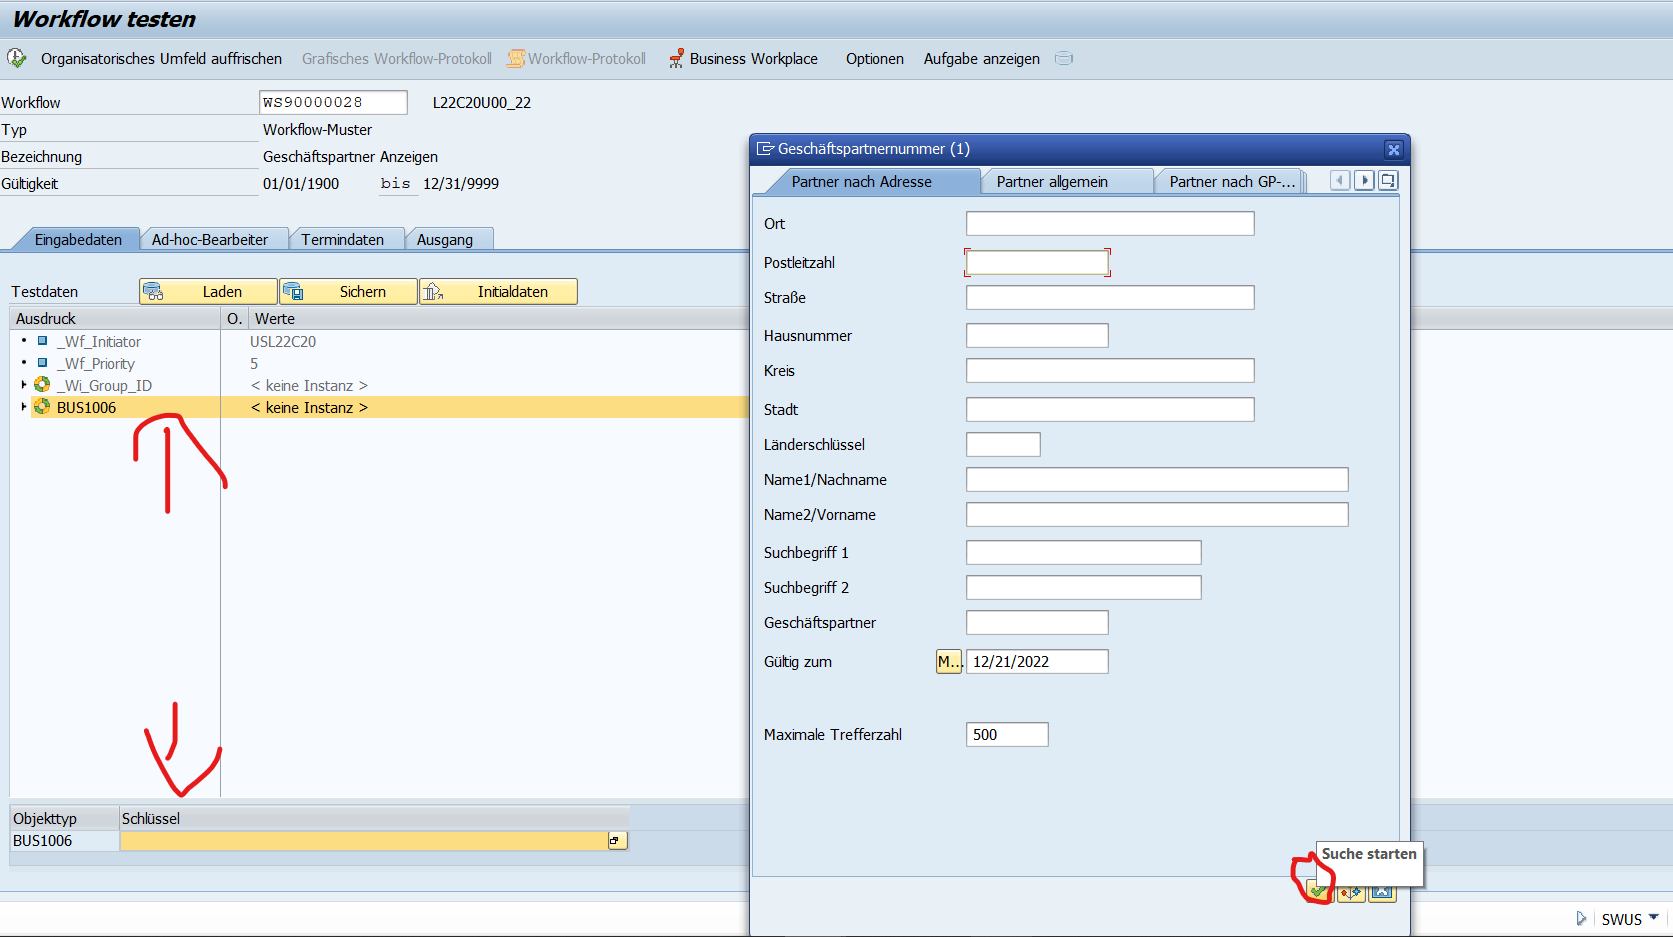 Workflow testen
Organisatorisches Umfeld auffrischen Grafisches Workflow-Protokoll Workflow-Protokoll Business Workplace Optionen Aufgabe anzeigen
Workflow WS90000028 L22C20U00_22
Typ Workflow-Muster
Bezeichnung Geschäftspartner Anzeigen
Gültigkeit 01/01/1900 bis 12/31/9999
Eingabedaten Ad-hoc-Bearbeiter Termindaten Ausgang
Testdaten Laden Sichern Initialdaten
Ausdruck O. Werte
_Wf_Initiator USL22C20
_Wf_Priority 5
_Wi_Group_ID < keine Instanz >
BUS1006 < keine Instanz >
Objekttyp Schlüssel
BUS1006
Geschäftspartnernummer (1)
Partner nach Adresse Partner allgemein Partner nach GP-...
Ort
Postleitzahl
Straße
Hausnummer
Kreis
Stadt
Länderschlüssel
Name1/Nachname
Name2/Vorname
Suchbegriff 1
Suchbegriff 2
Geschäftspartner
Gültig zum M... 12/21/2022
Maximale Trefferzahl 500
Suche starten
SWUS